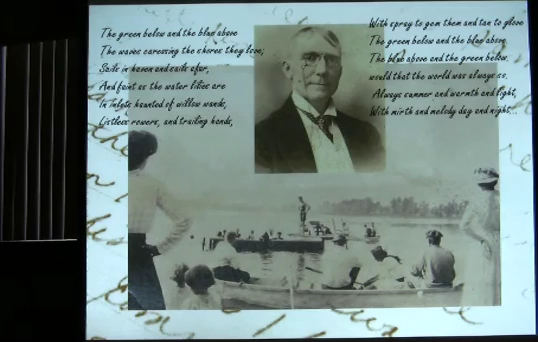 The green below and the blue above
The waves caressing the shores they love;
Sails in haven and sails afar,
And faint as the water lilies are
In inlets haunted of willow wands,
Listless rowers, and trailing hands,
With spray to gem them and tan to glove
The green below and the blue above.
The blue above and the green below,
would that the world was always so.
Always summer and warmth and light,
With mirth and melody day and night...